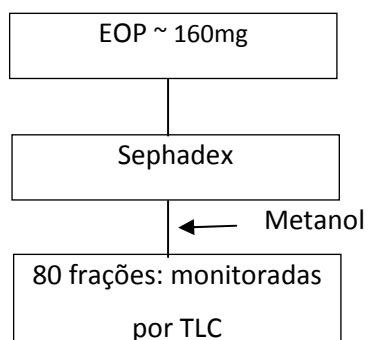 EOP ~ 160mg
Sephadex
Metanol
80 frações: monitoradas
por TLC